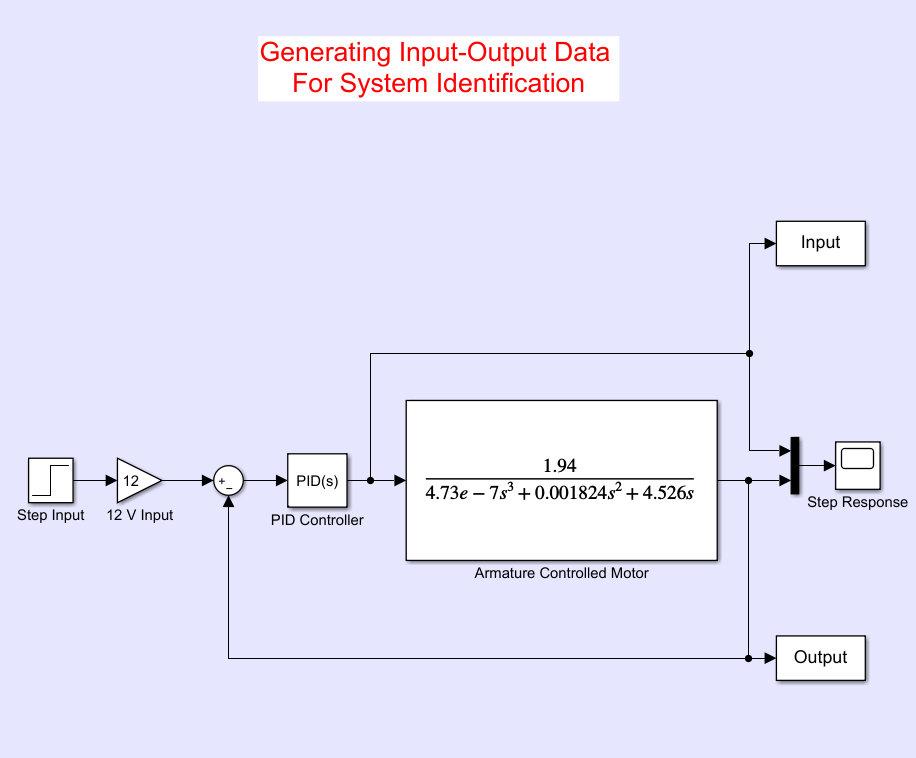 Generating Input-Output Data
For System Identification
Input
12
+
−
PID(s)
1.94
4.73e − 7s³ + 0.001824s² + 4.526s
Step Input
12 V Input
PID Controller
Step Response
Armature Controlled Motor
Output